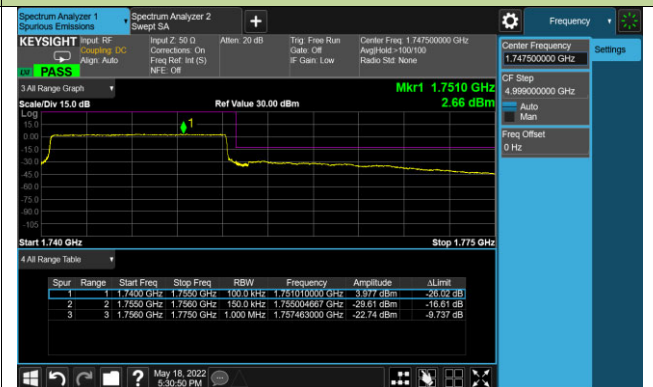 Spectrum Analyzer 1
Spurious Emissions
Spectrum Analyzer 2
Swept SA
Frequency
KEYSIGHT
Input: RF
Coupling: DC
Align: Auto
Input Z: 50 Ω
Corrections: On
Freq Ref: Int (S)
NFE: Off
Atten: 20 dB
Trig: Free Run
Gate: Off
IF Gain: Low
Center Freq: 1.747500000 GHz
Avg|Hold:>100/100
Radio Std: None
PASS
Center Frequency
1.747500000 GHz
Settings
CF Step
4.999000000 GHz
Auto
Man
Freq Offset
0 Hz
3 All Range Graph
Mkr1 1.7510 GHz
Scale/Div 15.0 dB
Ref Value 30.00 dBm
2.66 dBm
Log
15.0
0.00
-15.0
-30.0
-45.0
-60.0
-75.0
-90.0
-105
1
Start 1.740 GHz
Stop 1.775 GHz
4 All Range Table
Spur Range Start Freq Stop Freq RBW Frequency Amplitude ΔLimit
1 1 1.7400 GHz 1.7550 GHz 100.0 kHz 1.751010000 GHz 3.977 dBm -26.02 dB
2 2 1.7550 GHz 1.7560 GHz 150.0 kHz 1.755004667 GHz -29.61 dBm -16.61 dB
3 3 1.7560 GHz 1.7750 GHz 1.000 MHz 1.757463000 GHz -22.74 dBm -9.737 dB
May 18, 2022
5:30:50 PM